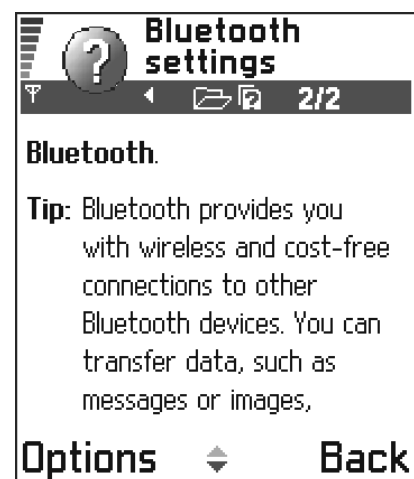 Bluetooth
settings
2/2
Bluetooth.
Tip: Bluetooth provides you
with wireless and cost-free
connections to other
Bluetooth devices. You can
transfer data, such as
messages or images,
Options Back